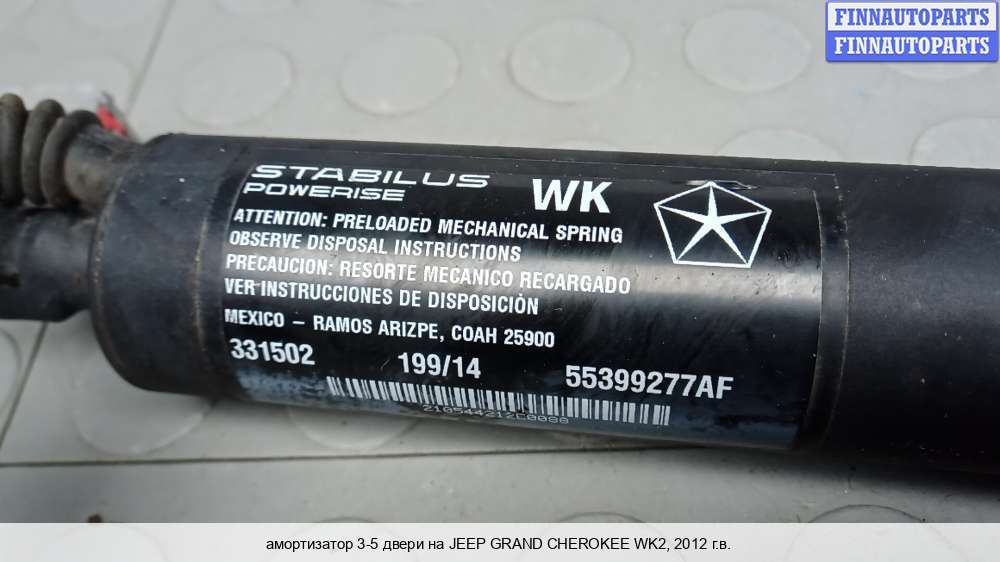 FINNAUTOPARTS
FINNAUTOPARTS
STABILUS
POWERISE
WK
ATTENTION: PRELOADED MECHANICAL SPRING
OBSERVE DISPOSAL INSTRUCTIONS
PRECAUCION: RESORTE MECANICO RECARGADO
VER INSTRUCCIONES DE DISPOSICIÒN
MEXICO – RAMOS ARIZPE, COAH 25900
331502 199/14 55399277AF
амортизатор 3-5 двери на JEEP GRAND CHEROKEE WK2, 2012 г.в.